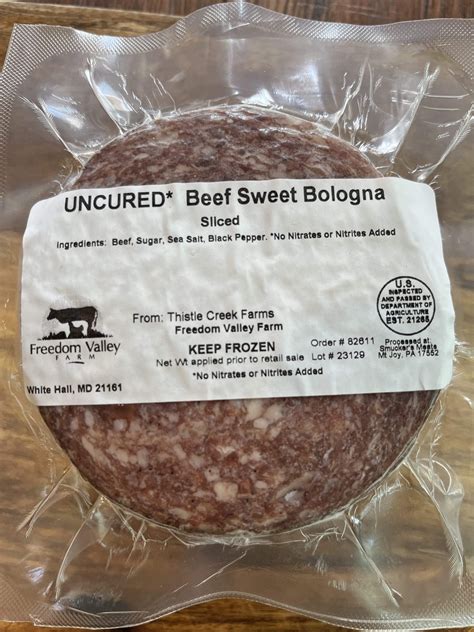 UNCURED* Beef Sweet Bologna
Sliced
Ingredients: Beef, Sugar, Sea Salt, Black Pepper. *No Nitrates or Nitrites Added
U.S.
INSPECTED
AND PASSED BY
DEPARTMENT OF
AGRICULTURE
EST. 21265
From: Thistle Creek Farms
Freedom Valley Farm
Freedom Valley
FARM
KEEP FROZEN
Order # 82611
Net Wt applied prior to retail sale Lot # 23129
Processed at:
Smucker's Meats
Mt Joy, PA 17552
*No Nitrates or Nitrites Added
White Hall, MD 21161